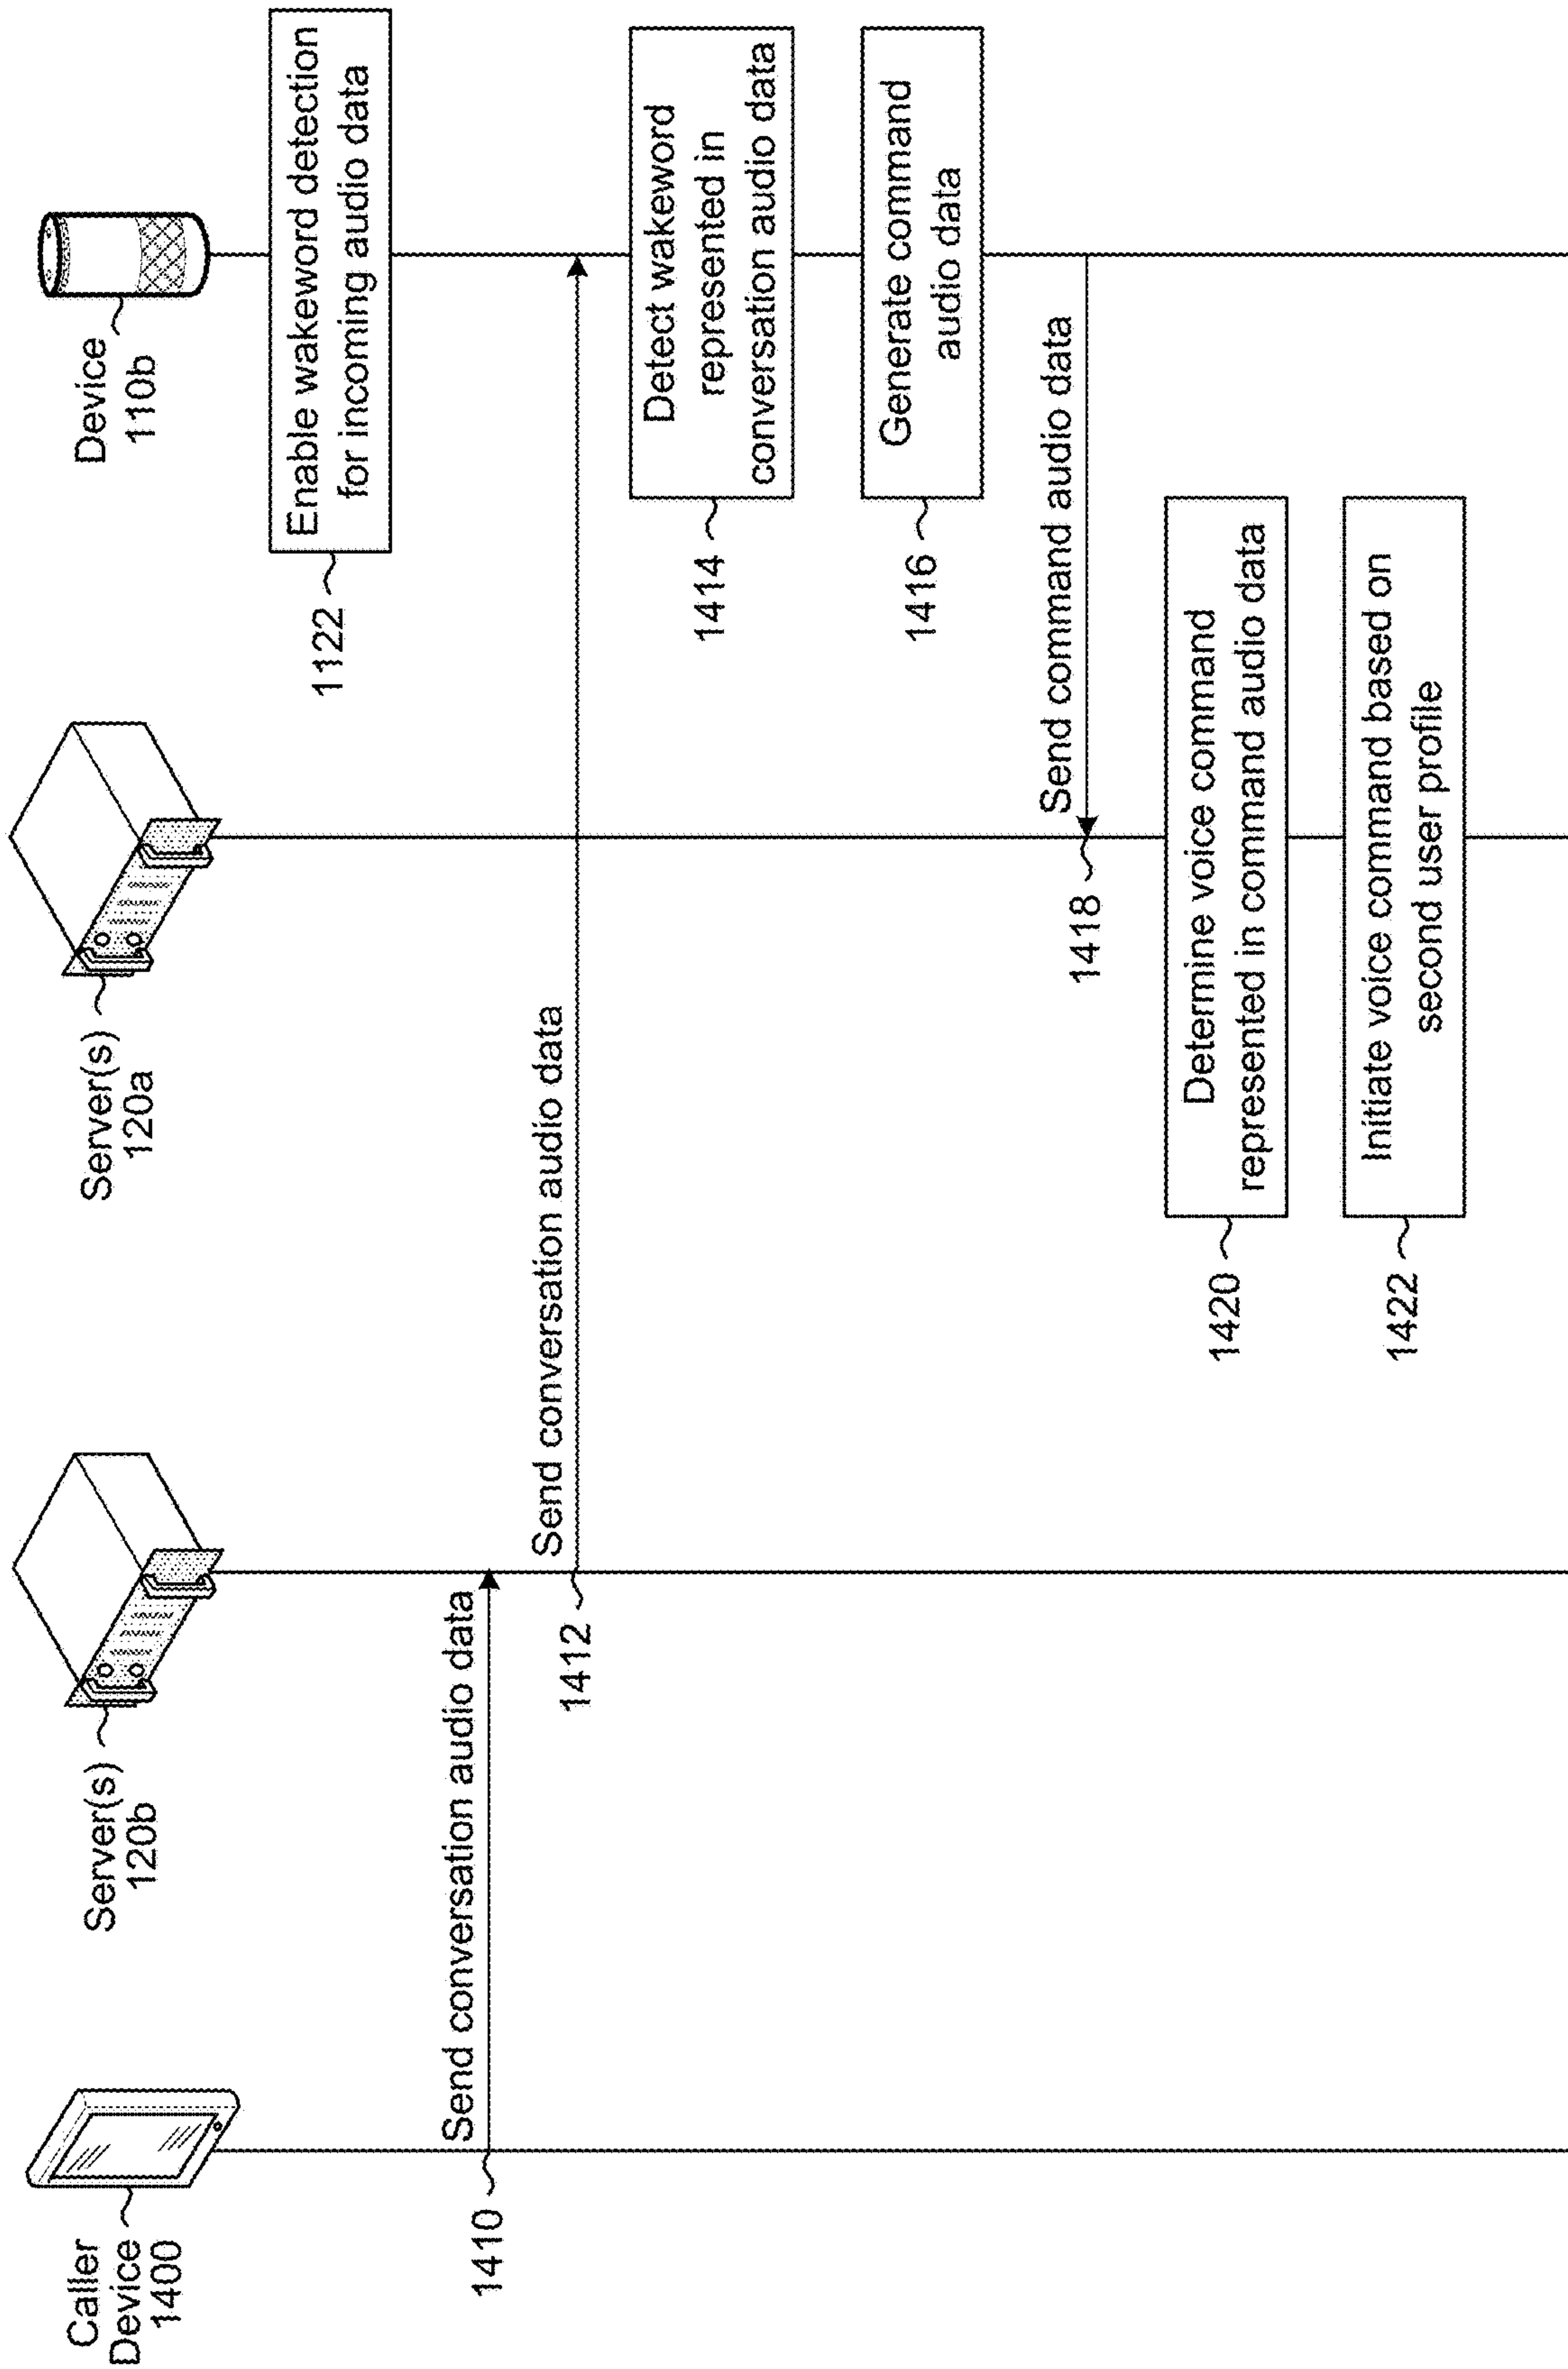 Caller
Device
1400
Server(s)
120b
Server(s)
120a
Device
110b
1122
Enable wakeword detection
for incoming audio data
1410
Send conversation audio data
1412
Send conversation audio data
1414
Detect wakeword
represented in
conversation audio data
1416
Generate command
audio data
Send command audio data
1418
1420
Determine voice command
represented in command audio data
1422
Initiate voice command based on
second user profile